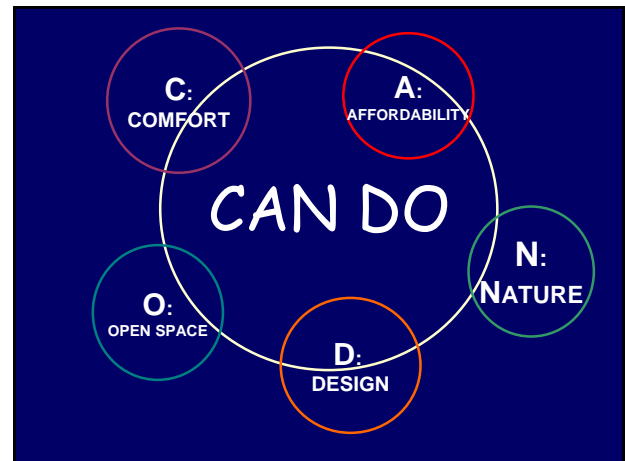 C:
COMFORT
A:
AFFORDABILITY
CAN DO
N:
NATURE
O:
OPEN SPACE
D:
DESIGN